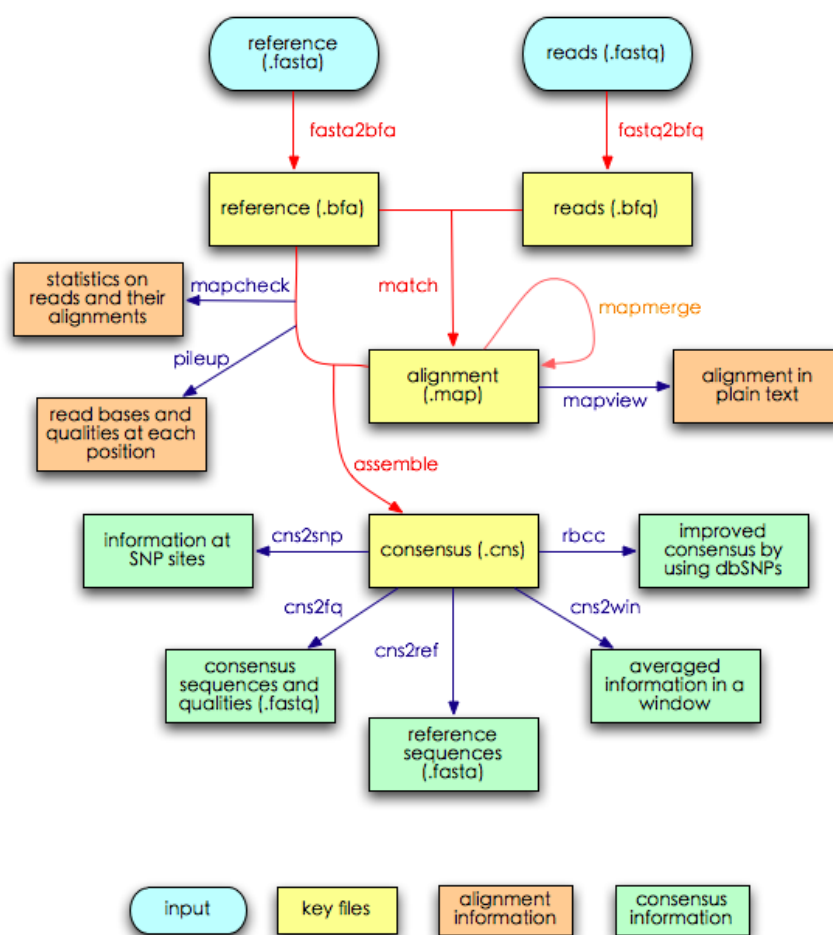 reference
(.fasta)
reads (.fastq)
fasta2bfa
fastq2bfq
reference (.bfa)
reads (.bfq)
statistics on
reads and their
alignments
mapcheck
match
mapmerge
pileup
alignment
(.map)
mapview
alignment in
plain text
read bases and
qualities at each
position
assemble
information at
SNP sites
cns2snp
consensus (.cns)
rbcc
improved
consensus by
using dbSNPs
cns2fq
cns2ref
cns2win
consensus
sequences and
qualities (.fastq)
averaged
information in a
window
reference
sequences
(.fasta)
input
key files
alignment
information
consensus
information